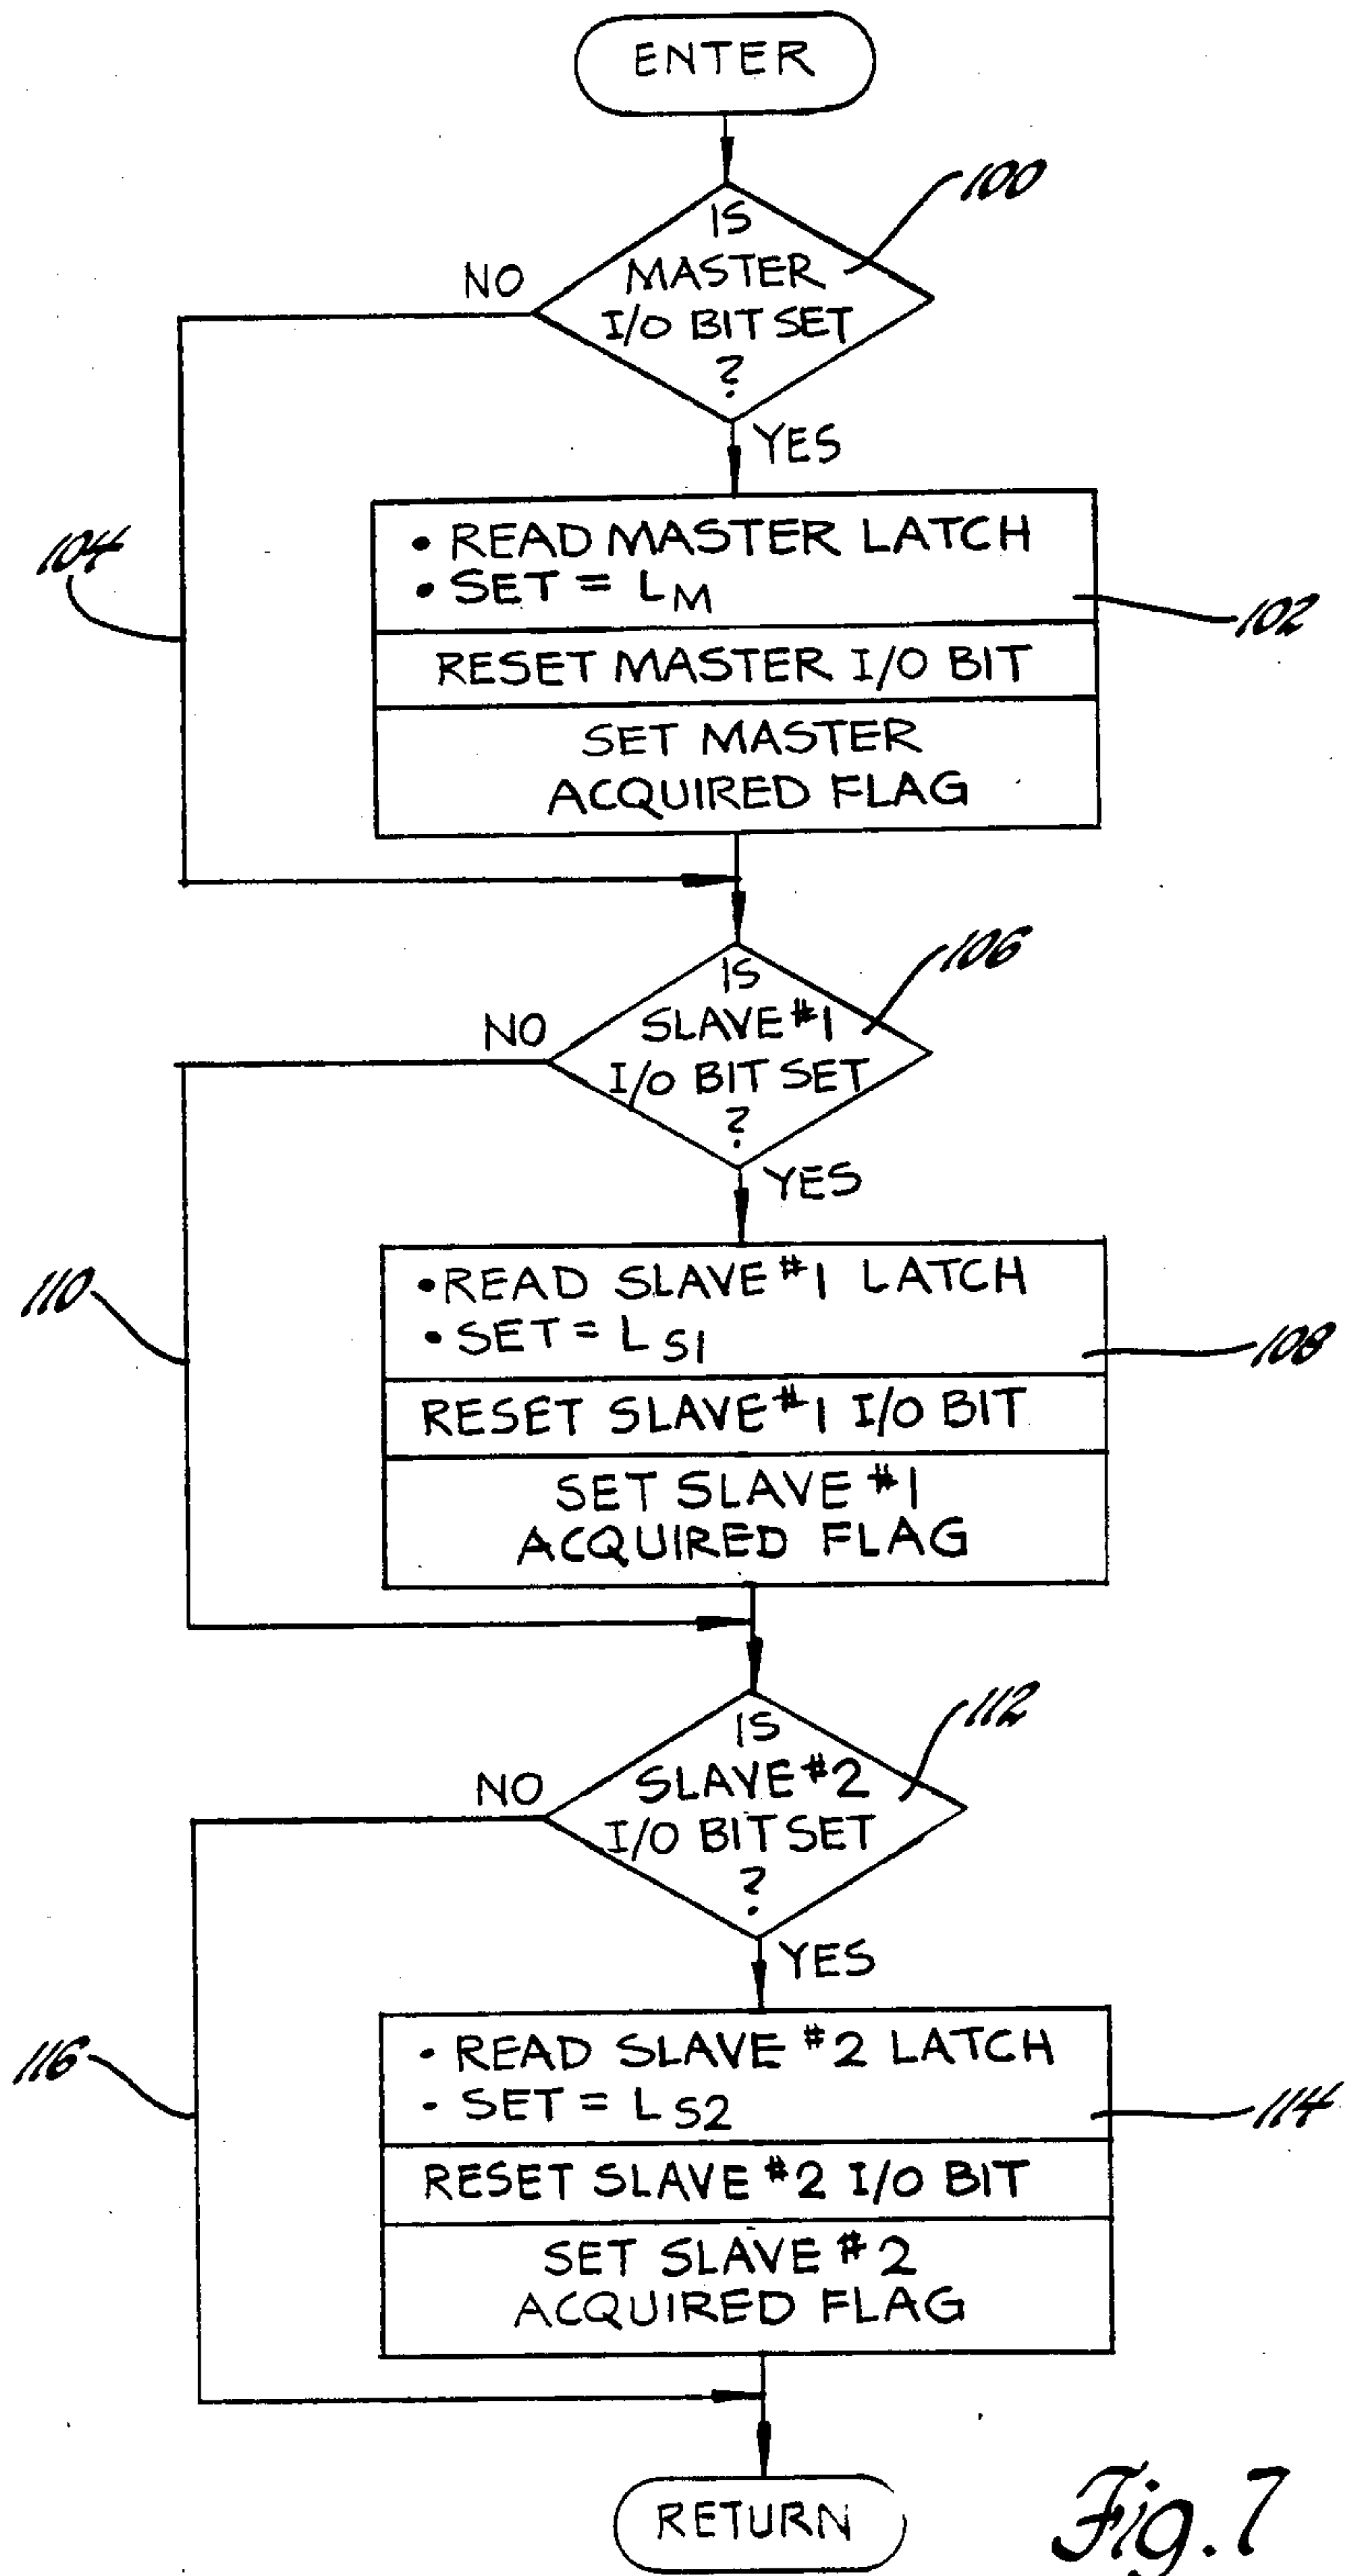 ENTER
100
IS
MASTER
I/O BIT SET
?
NO
YES
• READ MASTER LATCH
• SET = LM
102
RESET MASTER I/O BIT
SET MASTER
ACQUIRED FLAG
104
106
IS
SLAVE #1
I/O BIT SET
?
NO
YES
• READ SLAVE #1 LATCH
• SET = LS1
108
RESET SLAVE #1 I/O BIT
SET SLAVE #1
ACQUIRED FLAG
110
112
IS
SLAVE #2
I/O BIT SET
?
NO
YES
• READ SLAVE #2 LATCH
• SET = LS2
114
RESET SLAVE #2 I/O BIT
SET SLAVE #2
ACQUIRED FLAG
116
RETURN
Fig. 7